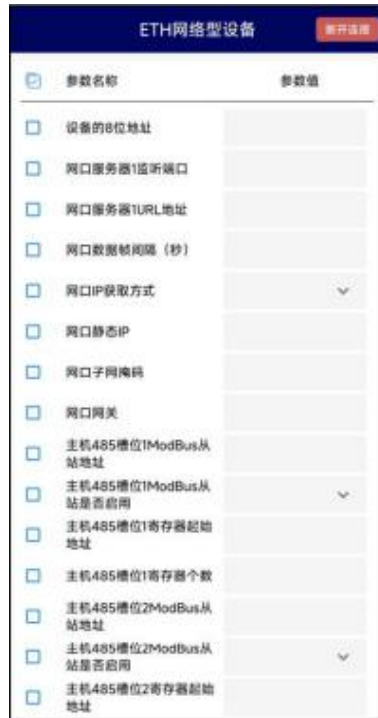 ETH网络型设备
断开连接
参数名称 参数值
设备的8位地址
网口服务器1监听端口
网口服务器1URL地址
网口数据帧间隔（秒）
网口IP获取方式
网口静态IP
网口子网掩码
网口网关
主机485槽位1ModBus从
站地址
主机485槽位1ModBus从
站是否启用
主机485槽位1寄存器起始
地址
主机485槽位1寄存器个数
主机485槽位2ModBus从
站地址
主机485槽位2ModBus从
站是否启用
主机485槽位2寄存器起始
地址